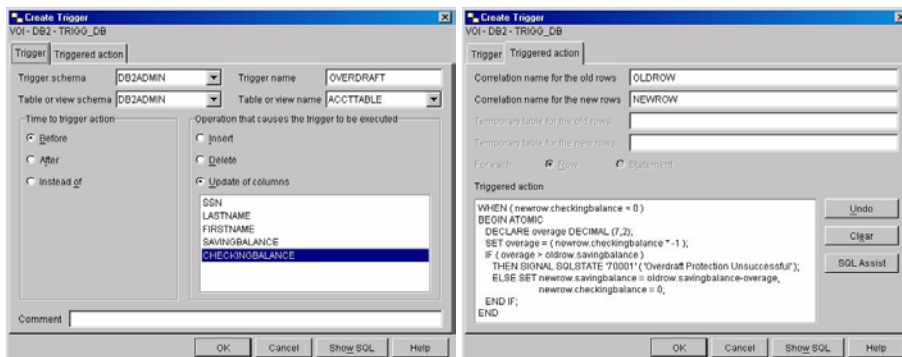 Create Trigger
VOI - DB2 - TRIGG_DB
Trigger Triggered action
Trigger schema DB2ADMIN Trigger name OVERDRAFT
Table or view schema DB2ADMIN Table or view name ACCTTABLE
Time to trigger action
Before
After
Instead of
Operation that causes the trigger to be executed
Insert
Delete
Update of columns
SSN
LASTNAME
FIRSTNAME
SAVINGBALANCE
CHECKINGBALANCE
Comment
OK Cancel Show SQL Help
Create Trigger
VOI - DB2 - TRIGG_DB
Trigger Triggered action
Correlation name for the old rows OLDROW
Correlation name for the new rows NEWROW
Temporary table for the old rows
Temporary table for the new rows
For each Row Statement
Triggered action
WHEN ( newrow.checkingbalance < 0 )
BEGIN ATOMIC
DECLARE overage DECIMAL (7,2);
SET overage = ( newrow.checkingbalance * -1 );
IF ( overage > oldrow.savingbalance )
THEN SIGNAL SQLSTATE '70001' ( 'Overdraft Protection Unsuccessful');
ELSE SET newrow.savingbalance = oldrow.savingbalance-overage,
newrow.checkingbalance = 0;
END IF;
END
Undo
Clear
SQL Assist
OK Cancel Show SQL Help